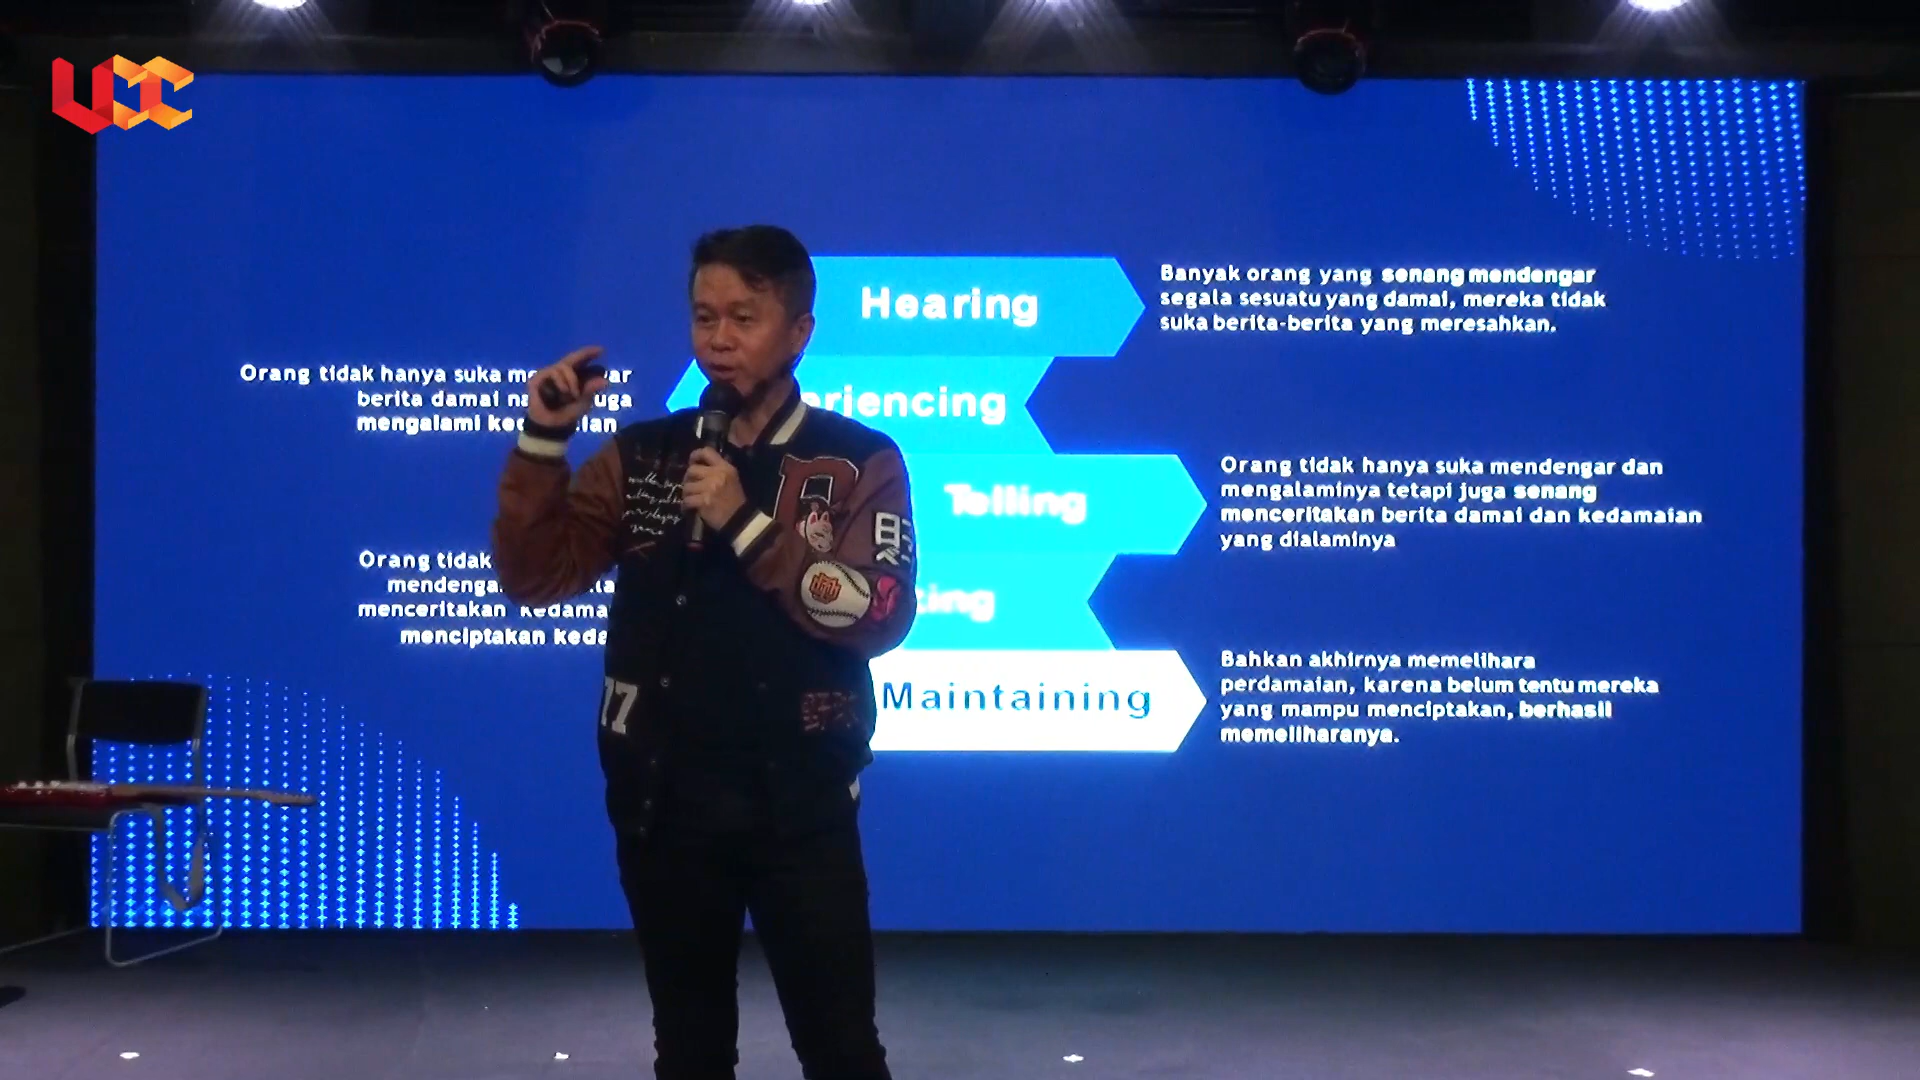 UCC
Hearing
Banyak orang yang senang mendengar
segala sesuatu yang damai, mereka tidak
suka berita-berita yang meresahkan.
Orang tidak hanya suka
berita damai
mengalami
Telling
Orang tidak hanya suka mendengar dan
mengalaminya tetapi juga senang
menceritakan berita damai dan kedamaian
yang dialaminya
Orang tidak
menceritakan
menciptakan
Maintaining
Bahkan akhirnya memelihara
perdamaian, karena belum tentu mereka
yang mampu menciptakan, berhasil
memeliharanya.
77